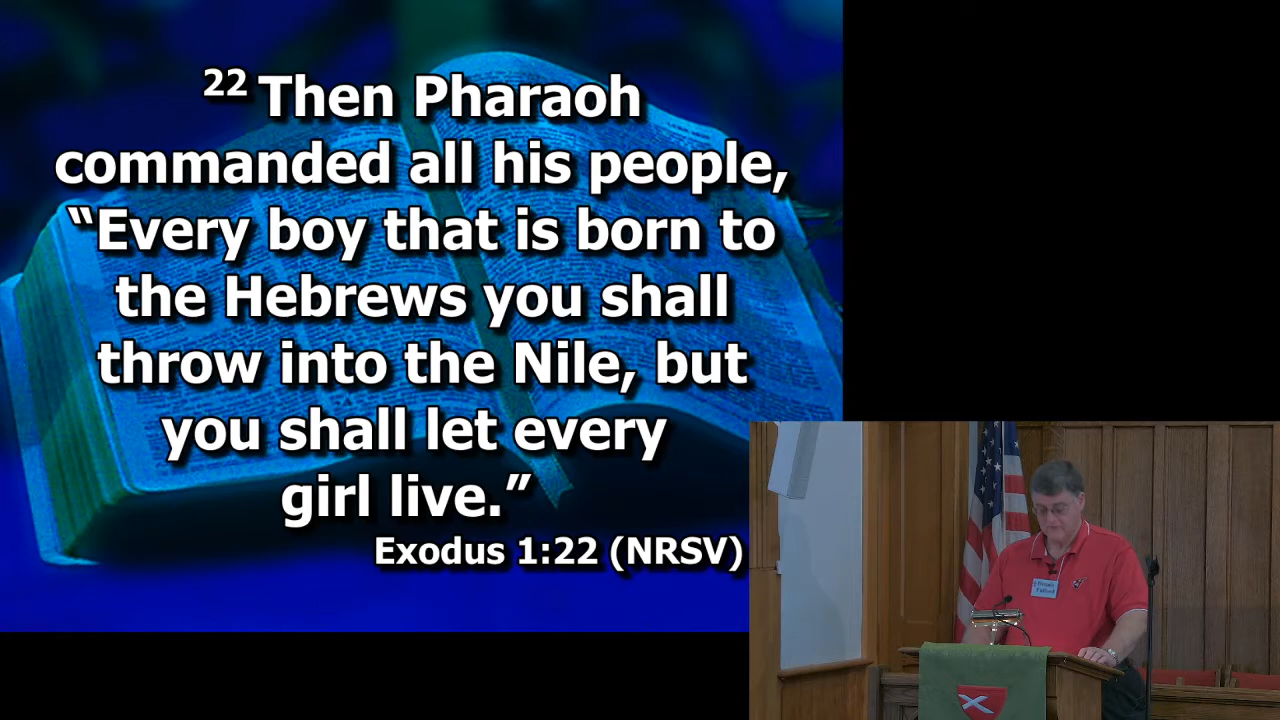 22 Then Pharaoh
commanded all his people,
“Every boy that is born to
the Hebrews you shall
throw into the Nile, but
you shall let every
girl live.”
Exodus 1:22 (NRSV)